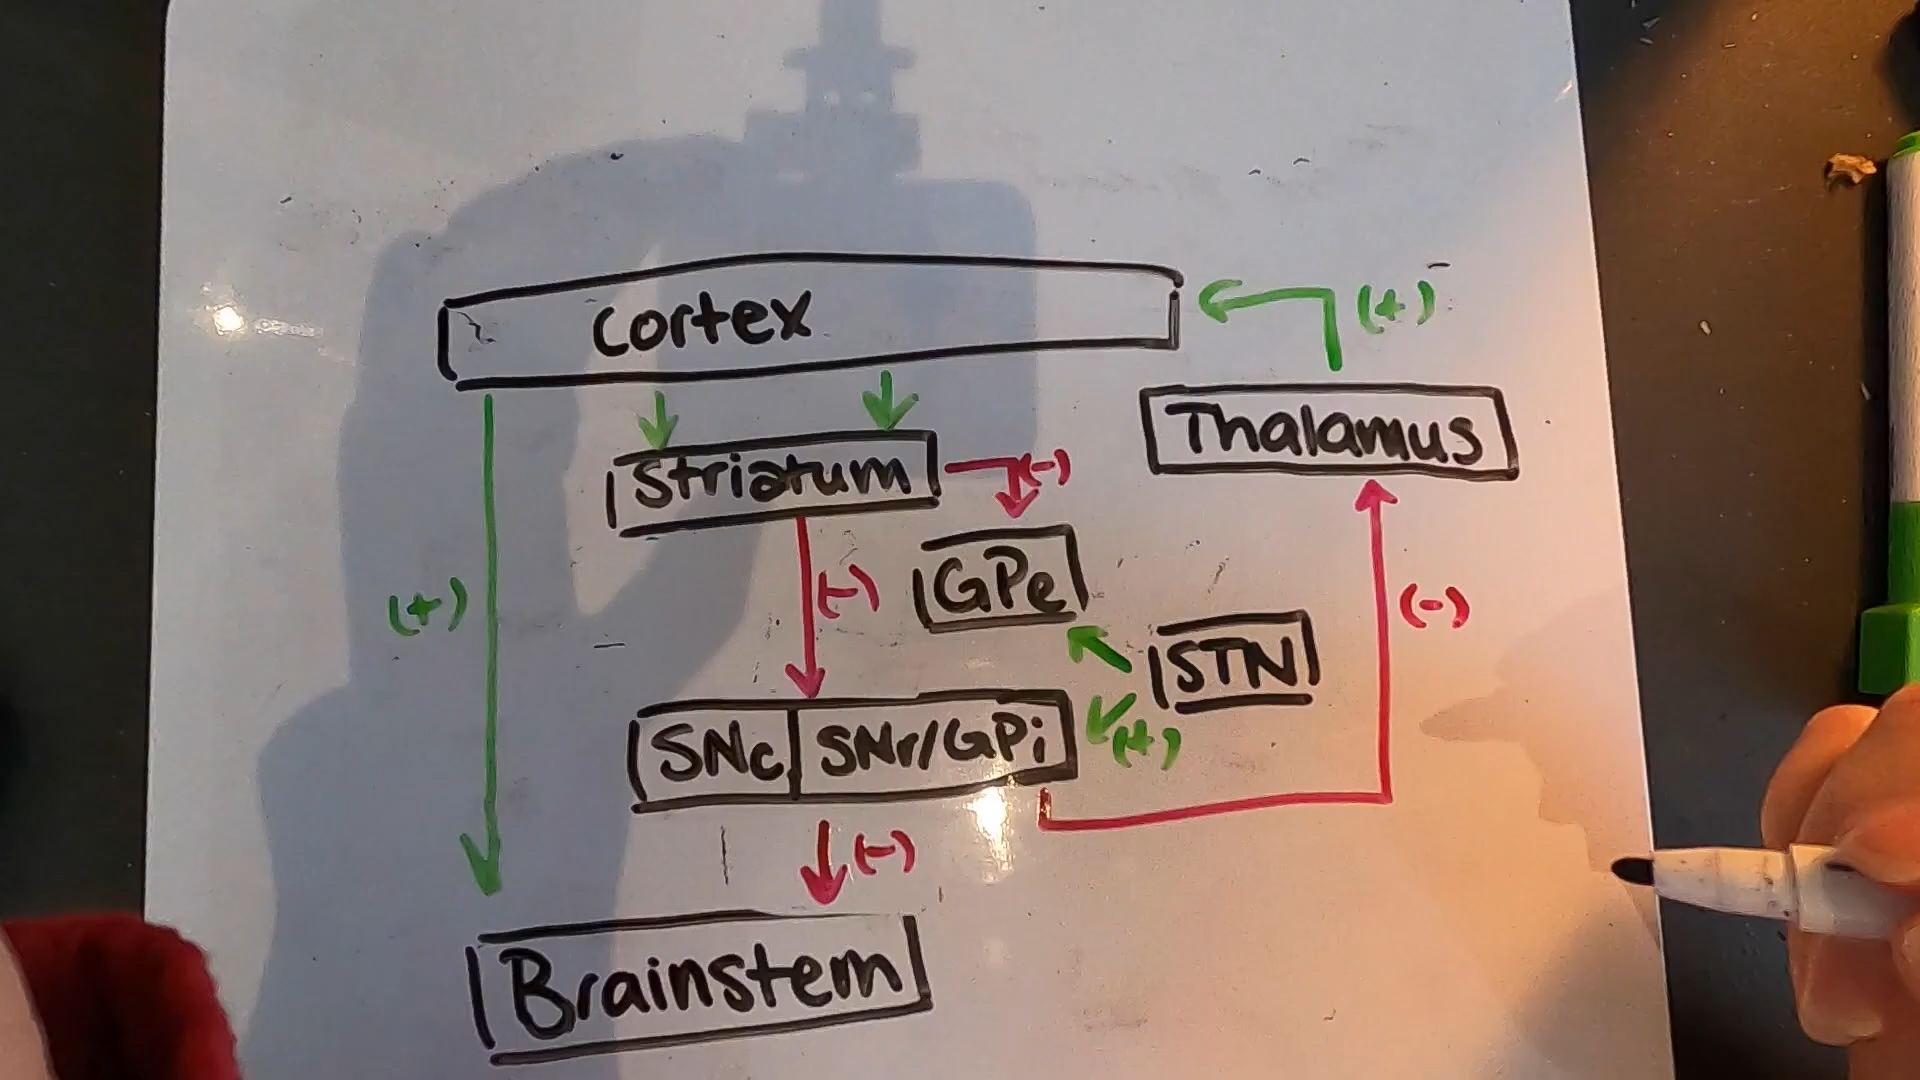 cortex
(+)
Thalamus
Striatum
(-)
GPe
(-)
(+)
(-)
STN
SNc
SNr/GPi
(+)
(-)
Brainstem